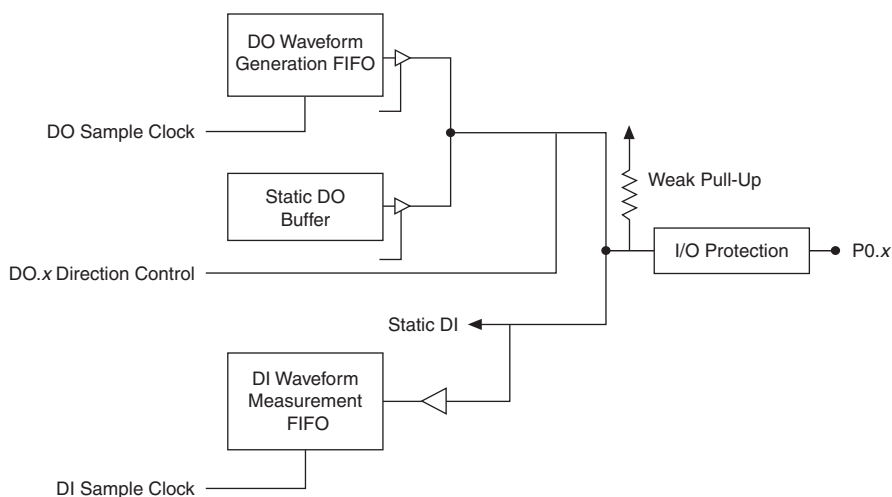 DO Waveform
Generation FIFO
DO Sample Clock
Weak Pull-Up
Static DO
Buffer
I/O Protection
P0.x
DO.x Direction Control
Static DI
DI Waveform
Measurement
FIFO
DI Sample Clock